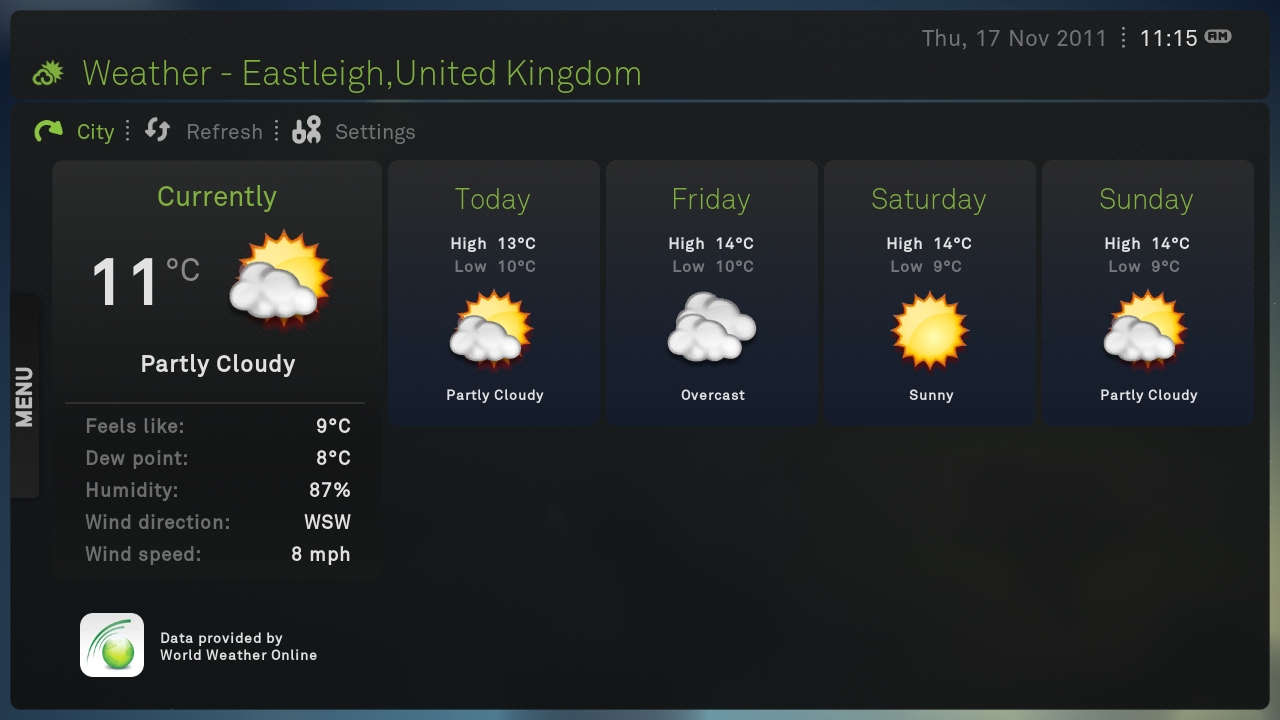 Thu, 17 Nov 2011 11:15 AM
Weather - Eastleigh,United Kingdom
City Refresh Settings
MENU
Currently
11 °C
Partly Cloudy
Feels like: 9°C
Dew point: 8°C
Humidity: 87%
Wind direction: WSW
Wind speed: 8 mph
Today
High 13°C
Low 10°C
Partly Cloudy
Friday
High 14°C
Low 10°C
Overcast
Saturday
High 14°C
Low 9°C
Sunny
Sunday
High 14°C
Low 9°C
Partly Cloudy
Data provided by
World Weather Online